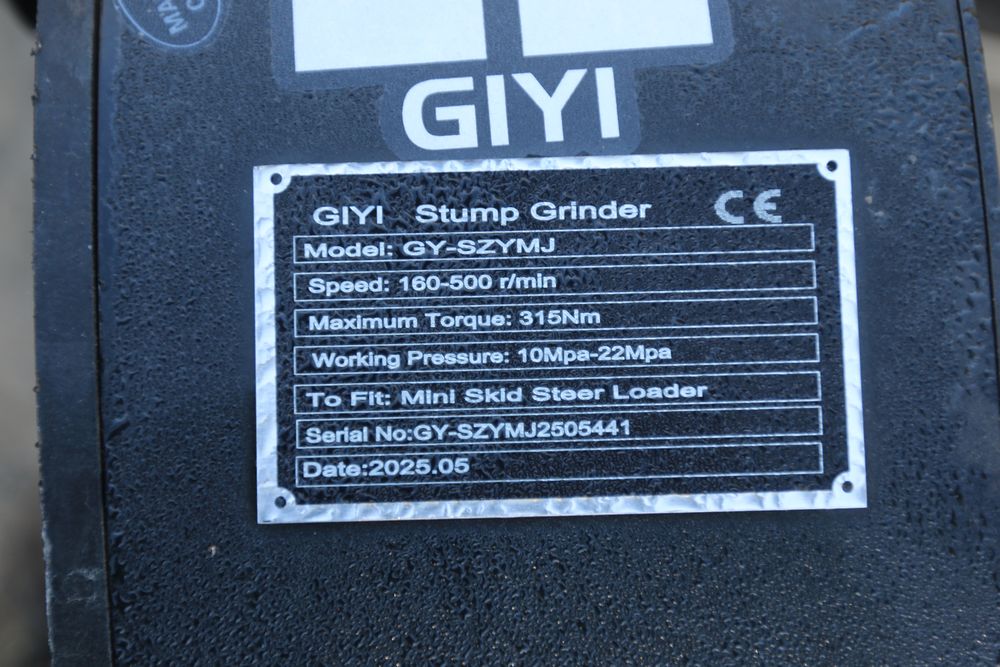 GIYI
GIYI Stump Grinder CE
Model: GY-SZYMJ
Speed: 160-500 r/min
Maximum Torque: 315Nm
Working Pressure: 10Mpa-22Mpa
To Fit: Mini Skid Steer Loader
Serial No:GY-SZYMJ2505441
Date:2025.05